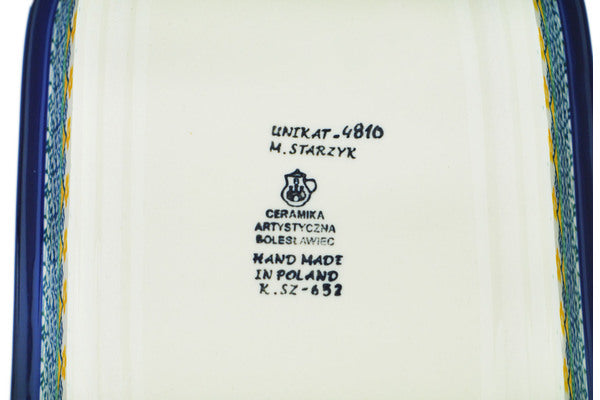 UNIKAT-4810
M. STARZYK
CERAMIKA
ARTYSTYCZNA
BOLESŁAWIEC
HAND MADE
IN POLAND
K. SZ-652